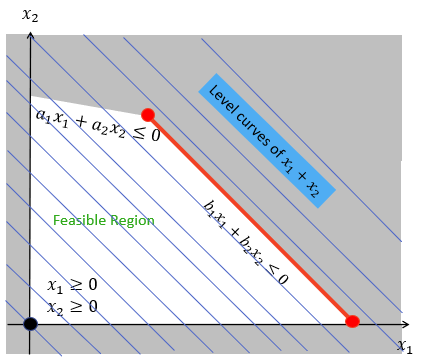 x₂
a₁x₁ + a₂x₂ ≤ 0
Level curves of x₁ + x₂
b₁x₁ + b₂x₂ ≤ 0
Feasible Region
x₁ ≥ 0
x₂ ≥ 0
x₁